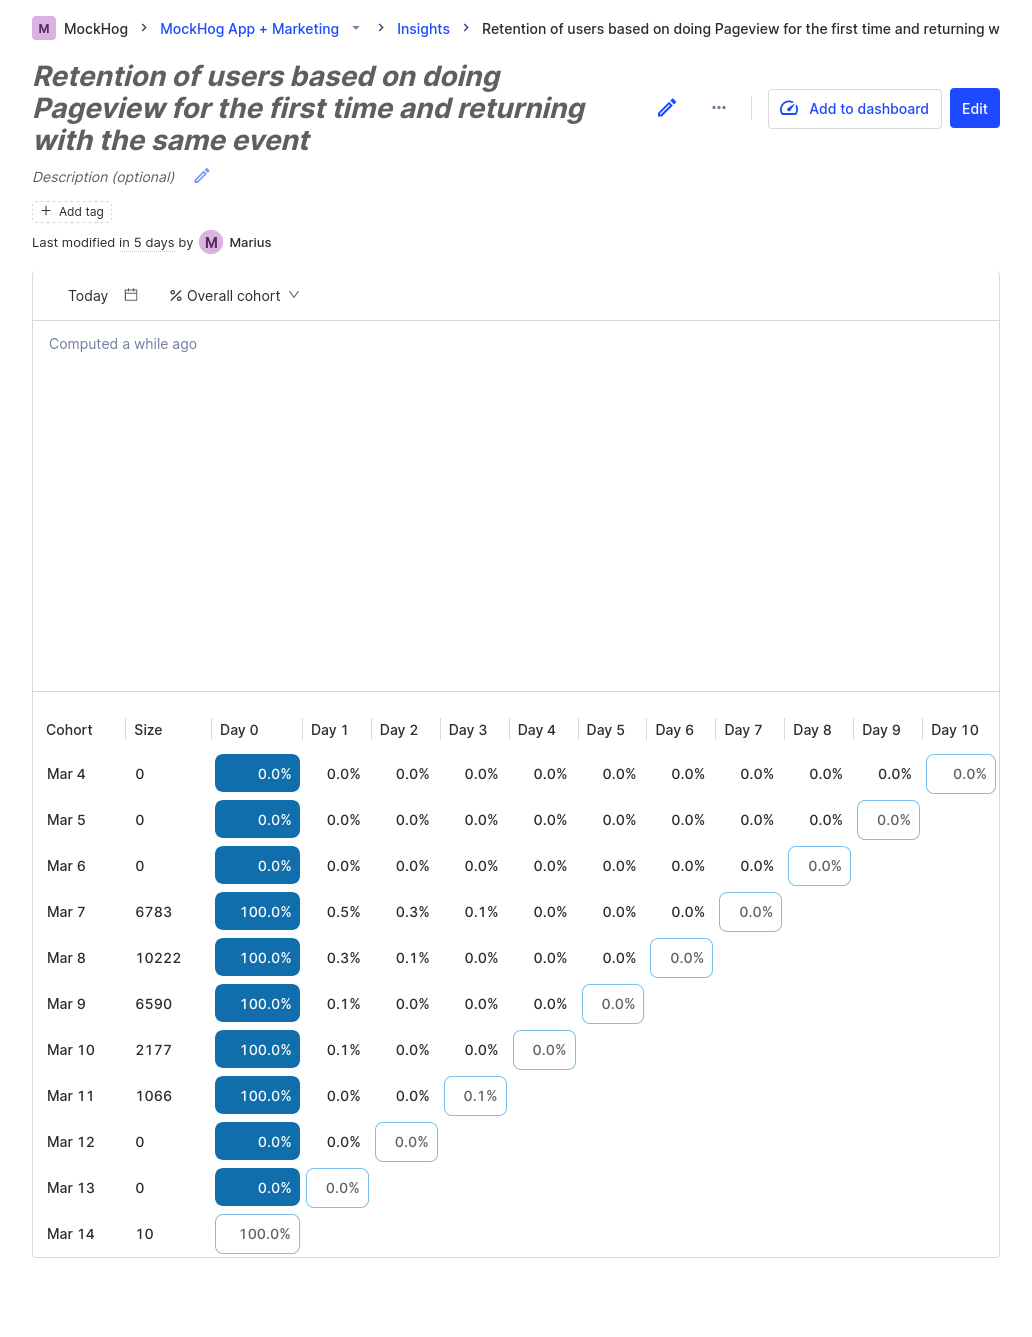 M MockHog MockHog App + Marketing Insights Retention of users based on doing Pageview for the first time and returning w
Retention of users based on doing
Pageview for the first time and returning
with the same event
Add to dashboard Edit
Description (optional)
Add tag
Last modified in 5 days by M Marius
Today % Overall cohort
Computed a while ago
Cohort Size Day 0 Day 1 Day 2 Day 3 Day 4 Day 5 Day 6 Day 7 Day 8 Day 9 Day 10
Mar 4 0 0.0% 0.0% 0.0% 0.0% 0.0% 0.0% 0.0% 0.0% 0.0% 0.0% 0.0%
Mar 5 0 0.0% 0.0% 0.0% 0.0% 0.0% 0.0% 0.0% 0.0% 0.0% 0.0%
Mar 6 0 0.0% 0.0% 0.0% 0.0% 0.0% 0.0% 0.0% 0.0% 0.0%
Mar 7 6783 100.0% 0.5% 0.3% 0.1% 0.0% 0.0% 0.0% 0.0%
Mar 8 10222 100.0% 0.3% 0.1% 0.0% 0.0% 0.0% 0.0%
Mar 9 6590 100.0% 0.1% 0.0% 0.0% 0.0% 0.0%
Mar 10 2177 100.0% 0.1% 0.0% 0.0% 0.0%
Mar 11 1066 100.0% 0.0% 0.0% 0.1%
Mar 12 0 0.0% 0.0% 0.0%
Mar 13 0 0.0% 0.0%
Mar 14 10 100.0%